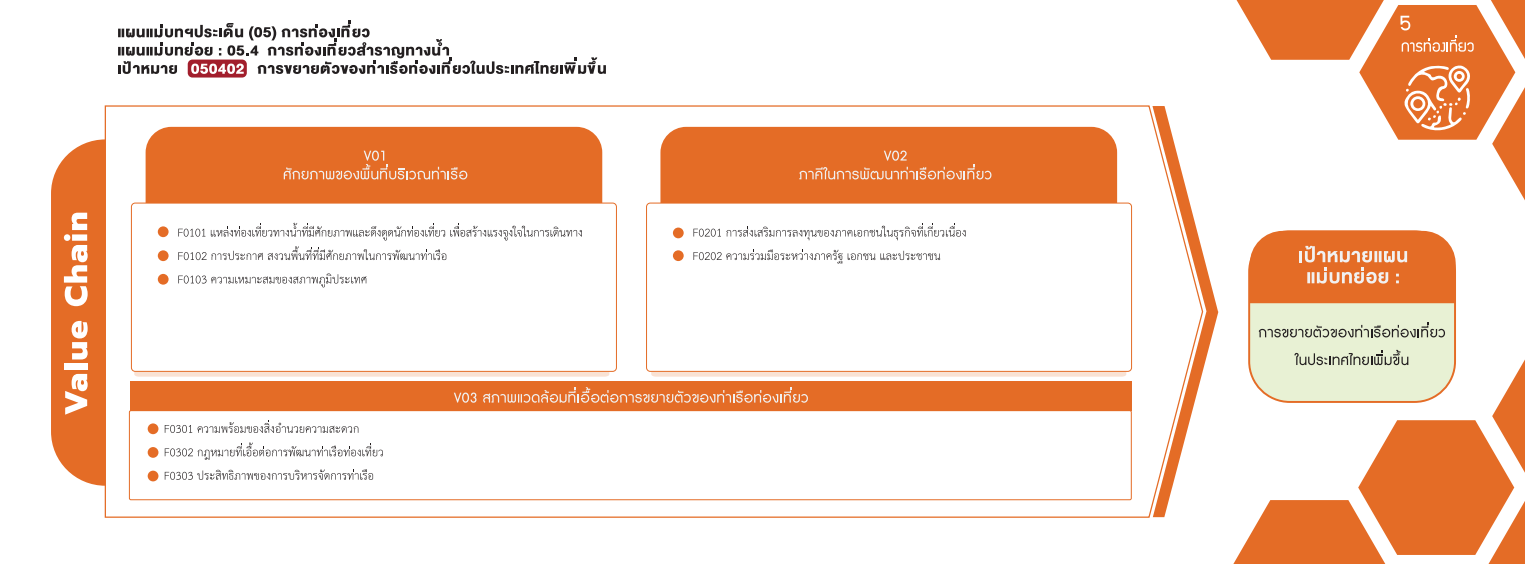 แผนแม่บทฯประเด็น (05) การท่องเที่ยว
แผนแม่บทย่อย : 05.4 การท่องเที่ยวสำราญทางน้ำ
เป้าหมาย 050402 การขยายตัวของท่าเรือท่องเที่ยวในประเทศไทยเพิ่มขึ้น
5
การท่องเที่ยว
Value Chain
V01
ศักยภาพของพื้นที่บริเวณท่าเรือ
F0101 แหล่งท่องเที่ยวทางน้ำที่มีศักยภาพและดึงดูดนักท่องเที่ยว เพื่อสร้างแรงจูงใจในการเดินทาง
F0102 การประกาศ สงวนพื้นที่ที่มีศักยภาพในการพัฒนาท่าเรือ
F0103 ความเหมาะสมของสภาพภูมิประเทศ
V02
ภาคีในการพัฒนาท่าเรือท่องเที่ยว
F0201 การส่งเสริมการลงทุนของภาคเอกชนในธุรกิจที่เกี่ยวเนื่อง
F0202 ความร่วมมือระหว่างภาครัฐ เอกชน และประชาชน
V03 สภาพแวดล้อมที่เอื้อต่อการขยายตัวของท่าเรือท่องเที่ยว
F0301 ความพร้อมของสิ่งอำนวยความสะดวก
F0302 กฎหมายที่เอื้อต่อการพัฒนาท่าเรือท่องเที่ยว
F0303 ประสิทธิภาพของการบริหารจัดการท่าเรือ
เป้าหมายแผน
แม่บทย่อย :
การขยายตัวของท่าเรือท่องเที่ยว
ในประเทศไทยเพิ่มขึ้น